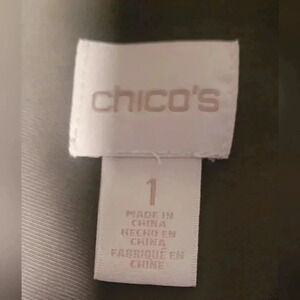 chico's
1
MADE IN
CHINA
HECHO EN
CHINA
FABRIQUÉ EN
CHINE